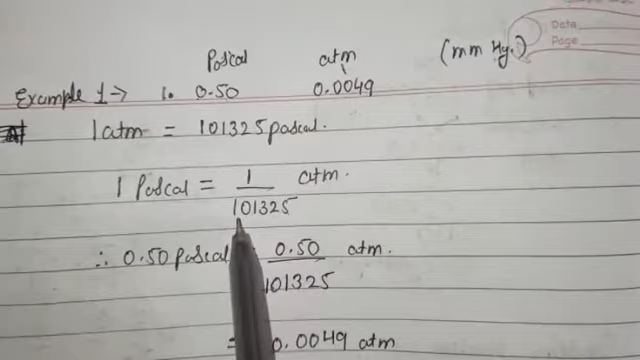 Data
Page
Pascal atm (mm Hg.)
Example 1→ 1. 0.50 0.0049
1 atm = 101325 pascal.
1 Pascal = 1/101325 atm.
∴ 0.50 pascal = 0.50/101325 atm.
= 0.0049 atm